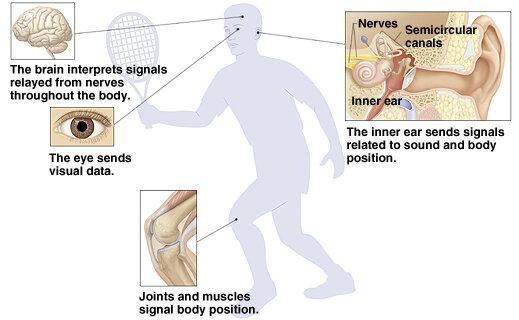 The brain interprets signals
relayed from nerves
throughout the body.
The eye sends
visual data.
Joints and muscles
signal body position.
Nerves
Semicircular
canals
Inner ear
The inner ear sends signals
related to sound and body
position.